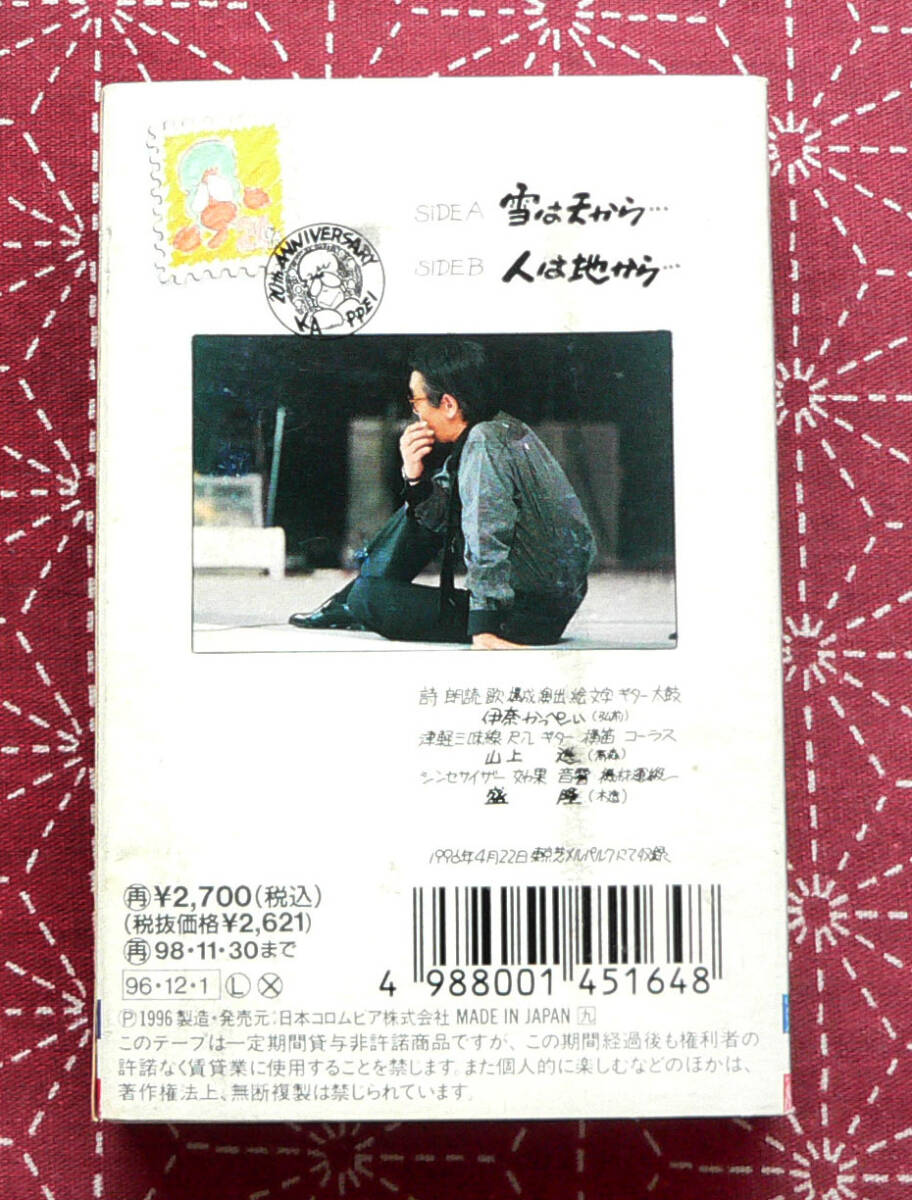 SIDE A 雪は天から…
SIDE B 人は地から…
20th ANNIVERSARY
KAPPEI
詩 朗読 歌 構成 演出 絵 文字 ギター 太鼓
伊奈かっぺい (弘前)
津軽三味線 尺八 ギター 横笛 コーラス
山上 進 (青森)
シンセサイザー 効果 音響 機材運搬
盛 隆 (木造)
1996年4月22日 東京芝メルパルクにて収録
再¥2,700(税込)
(税抜価格¥2,621)
再98・11・30まで
96・12・1 L X
4 988001 451648
P1996 製造・発売元:日本コロムビア株式会社 MADE IN JAPAN 九
このテープは一定期間貸与非許諾商品ですが、この期間経過後も権利者の
許諾なく賃貸業に使用することを禁じます。また個人的に楽しむなどのほかは、
著作権法上、無断複製は禁じられています。